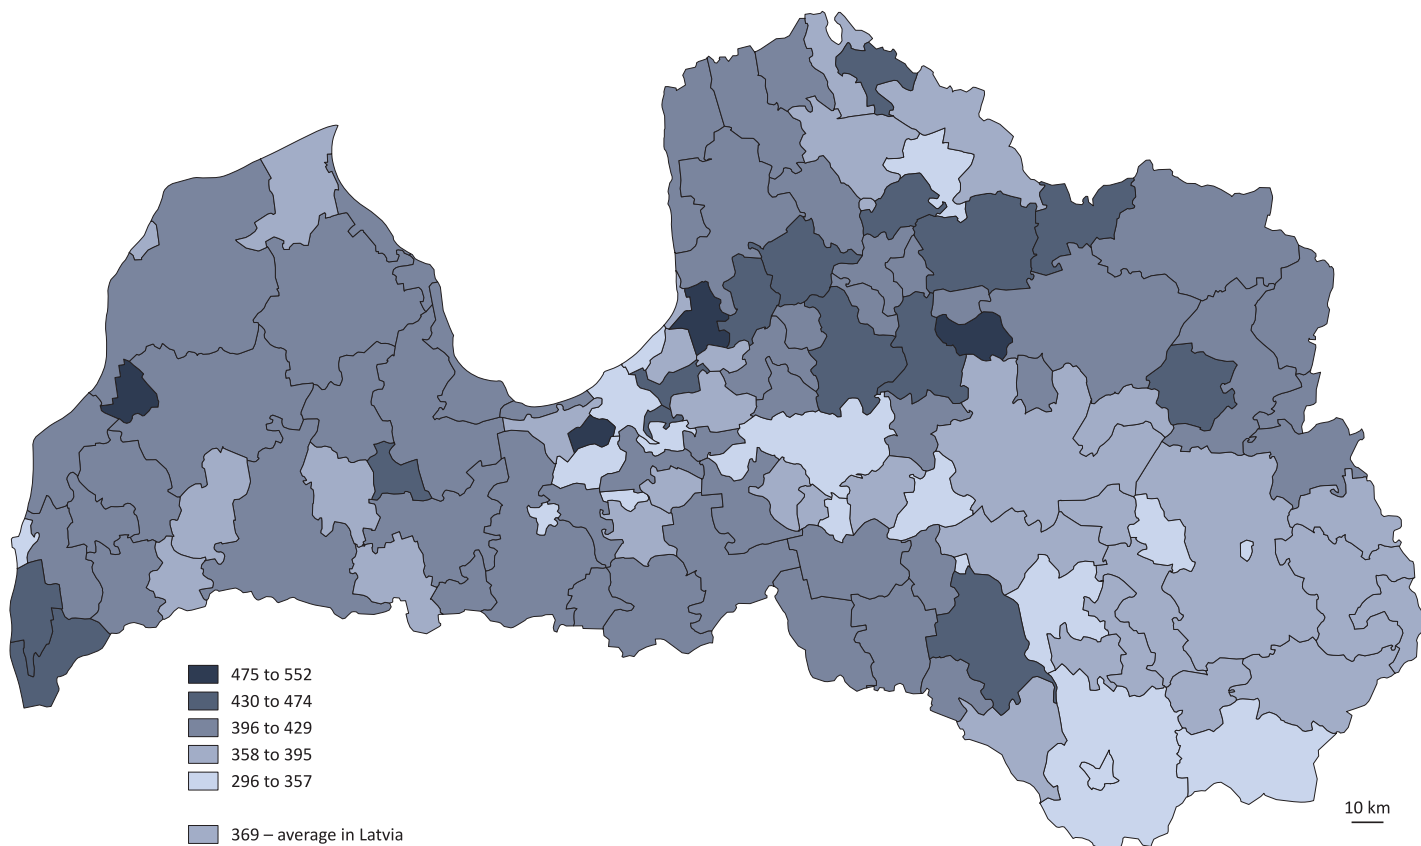 475 to 552
430 to 474
396 to 429
358 to 395
296 to 357
369 – average in Latvia
10 km